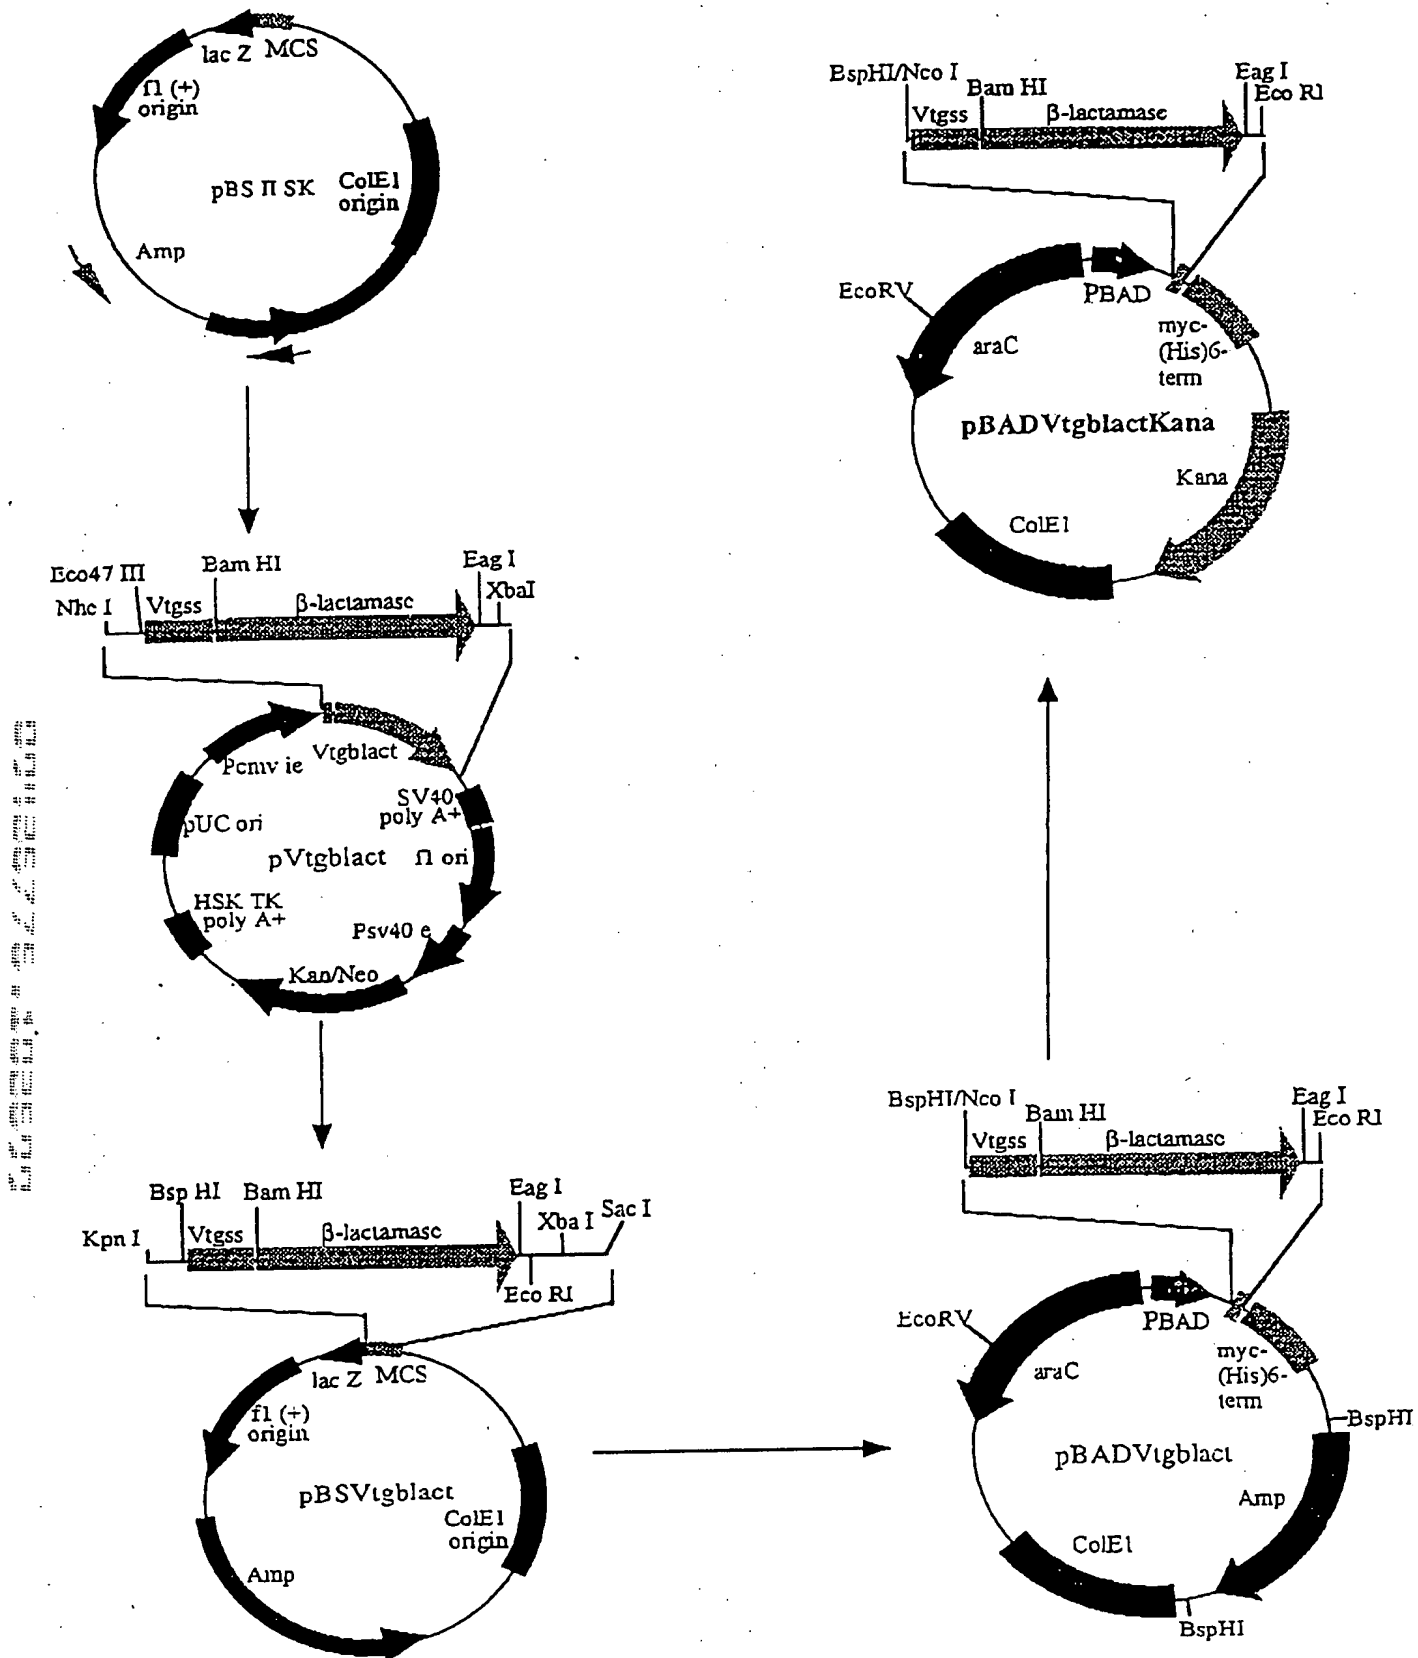 lac Z MCS
f1 (+)
origin
pBS II SK
ColE1
origin
Amp
Eco47 III
Bam HI
Eag I
Nhe I
Vtgss
β-lactamase
XbaI
Pcmv ie
Vtgblact
pUC ori
SV40
poly A+
pVtgblact
f1 ori
HSK TK
poly A+
Psv40 e
Kan/Neo
Bsp HI
Bam HI
Eag I
Kpn I
Vtgss
β-lactamase
Xba I
Sac I
Eco RI
lac Z MCS
f1 (+)
origin
pBSVtgblact
ColE1
origin
Amp
BspHI/Nco I
Bam HI
Eag I
Eco RI
Vtgss
β-lactamase
EcoRV
PBAD
araC
myc-
(His)6-
term
BspHI
pBADVtgblact
Amp
ColE1
BspHI
BspHI/Nco I
Bam HI
Eag I
Eco RI
Vtgss
β-lactamase
EcoRV
PBAD
araC
myc-
(His)6-
term
pBADVtgblactKana
Kana
ColE1